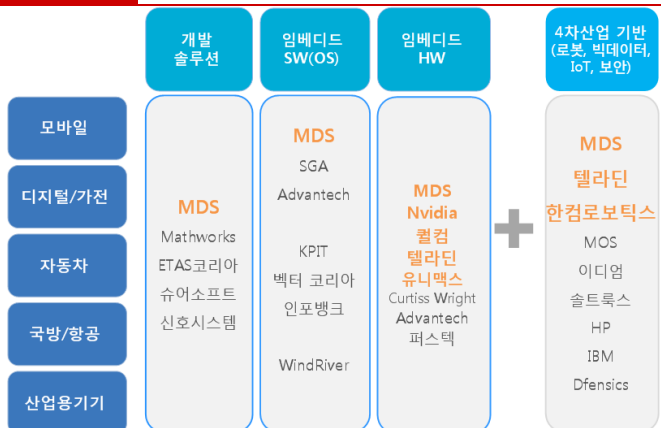 개발
솔루션
임베디드
SW(OS)
임베디드
HW
4차산업 기반
(로봇, 빅데이터,
IoT, 보안)
모바일
디지털/가전
자동차
국방/항공
산업용기기
MDS
Mathworks
ETAS코리아
슈어소프트
신호시스템
MDS
SGA
Advantech
KPIT
벡터 코리아
인포뱅크
WindRiver
MDS
Nvidia
퀄컴
텔라딘
유니맥스
Curtiss Wright
Advantech
퍼스텍
+
MDS
텔라딘
한컴로보틱스
MOS
이디엄
솔트룩스
HP
IBM
Dfensics